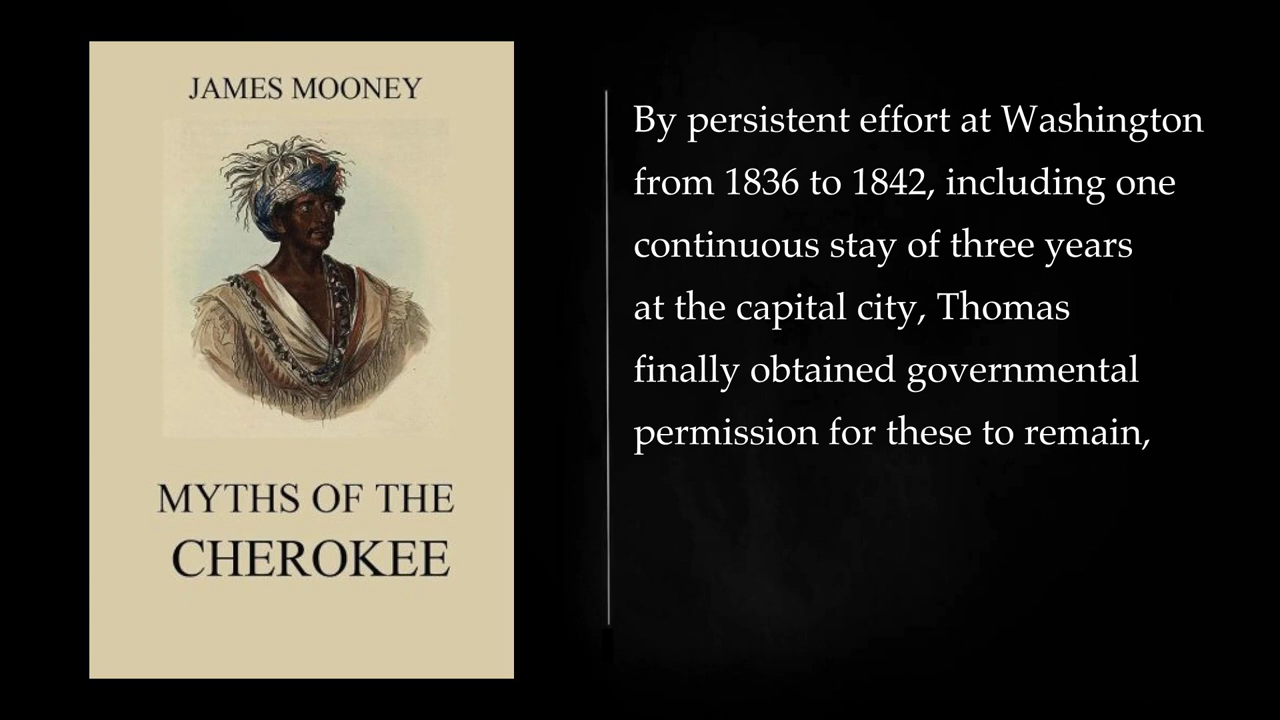 JAMES MOONEY
MYTHS OF THE
CHEROKEE
By persistent effort at Washington
from 1836 to 1842, including one
continuous stay of three years
at the capital city, Thomas
finally obtained governmental
permission for these to remain,